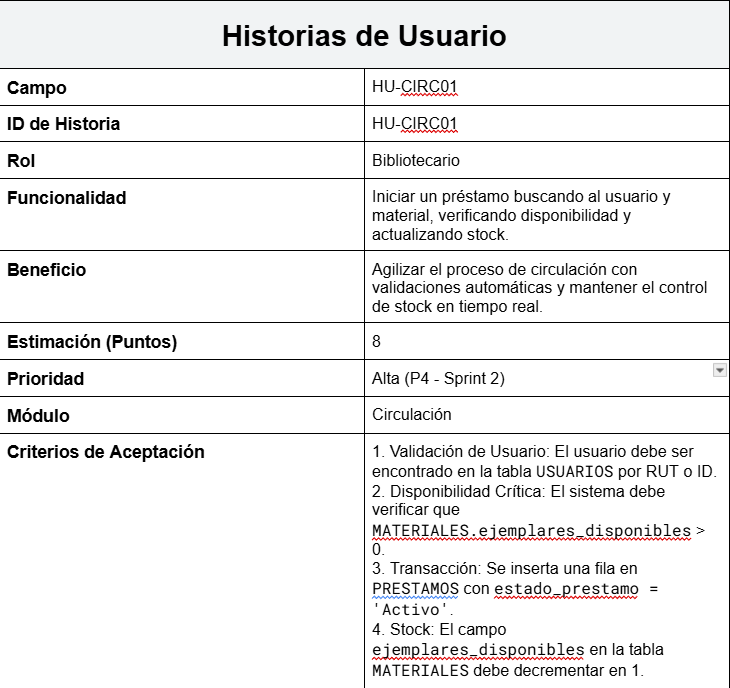 Historias de Usuario
Campo
HU-CIRC01
ID de Historia
HU-CIRC01
Rol
Bibliotecario
Funcionalidad
Iniciar un préstamo buscando al usuario y
material, verificando disponibilidad y
actualizando stock.
Beneficio
Agilizar el proceso de circulación con
validaciones automáticas y mantener el control
de stock en tiempo real.
Estimación (Puntos)
8
Prioridad
Alta (P4 - Sprint 2)
Módulo
Circulación
Criterios de Aceptación
1. Validación de Usuario: El usuario debe ser
encontrado en la tabla USUARIOS por RUT o ID.
2. Disponibilidad Crítica: El sistema debe
verificar que
MATERIALES.ejemplares_disponibles >
0.
3. Transacción: Se inserta una fila en
PRESTAMOS con estado_prestamo =
'Activo'.
4. Stock: El campo
ejemplares_disponibles en la tabla
MATERIALES debe decrementar en 1.